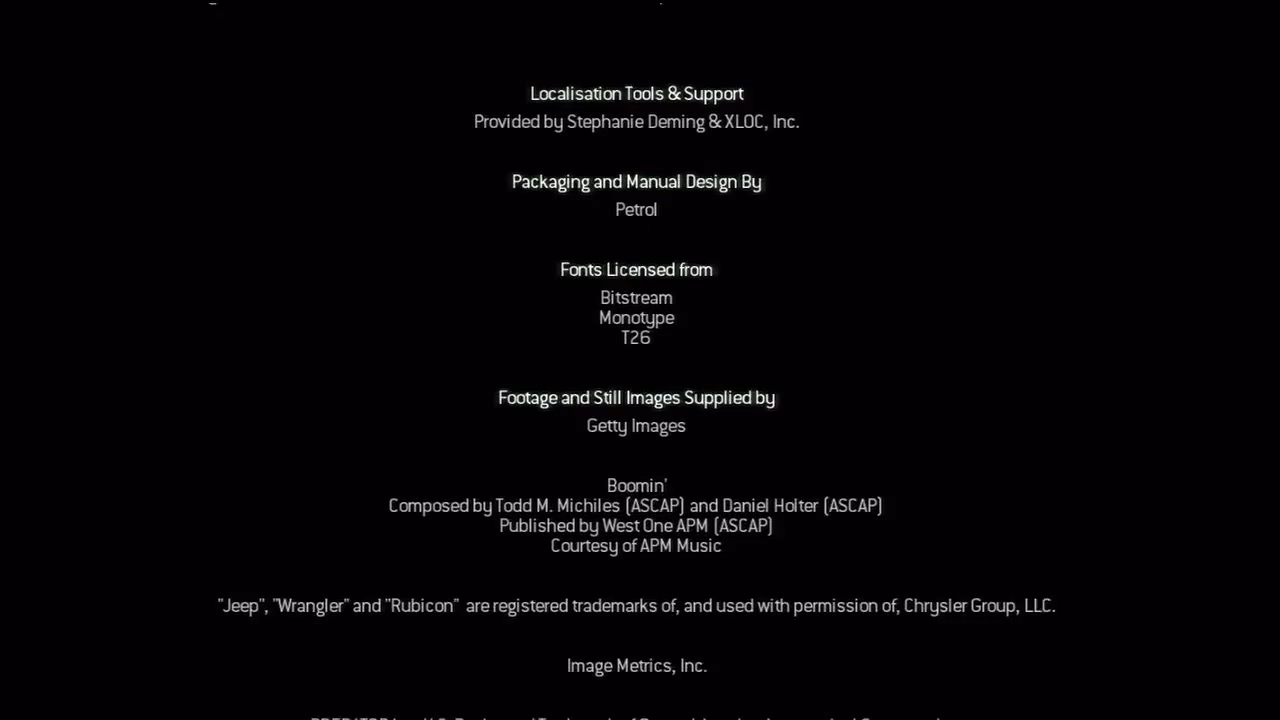 Localisation Tools & Support
Provided by Stephanie Deming & XLOC, Inc.
Packaging and Manual Design By
Petrol
Fonts Licensed from
Bitstream
Monotype
T26
Footage and Still Images Supplied by
Getty Images
Boomin'
Composed by Todd M. Michiles (ASCAP) and Daniel Holter (ASCAP)
Published by West One APM (ASCAP)
Courtesy of APM Music
"Jeep", "Wrangler" and "Rubicon" are registered trademarks of, and used with permission of, Chrysler Group, LLC.
Image Metrics, Inc.